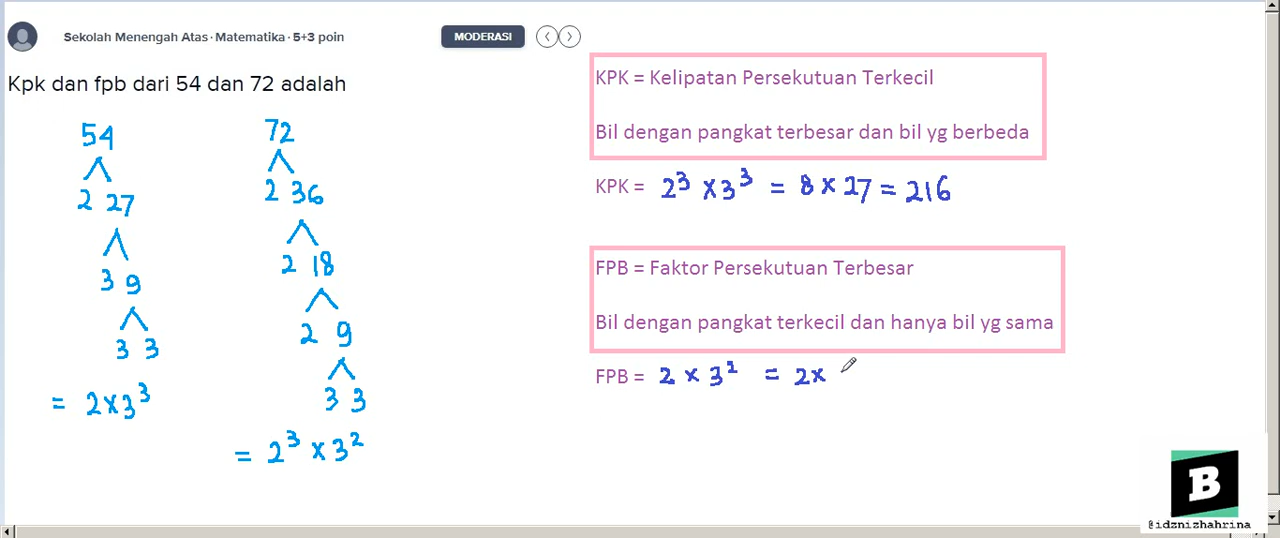 Sekolah Menengah Atas · Matematika · 5+3 poin
MODERASI
Kpk dan fpb dari 54 dan 72 adalah
54
2 27
3 9
3 3
= 2 × 3³
72
2 36
2 18
2 9
3 3
= 2³ × 3²
KPK = Kelipatan Persekutuan Terkecil
Bil dengan pangkat terbesar dan bil yg berbeda
KPK = 2³ × 3³ = 8 × 27 = 216
FPB = Faktor Persekutuan Terbesar
Bil dengan pangkat terkecil dan hanya bil yg sama
FPB = 2 × 3² = 2×
B
@idznizhahrina